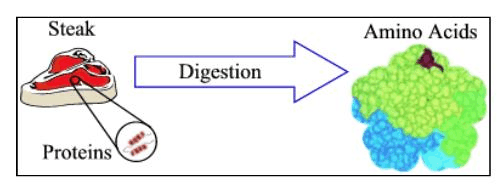 Steak
Amino Acids
Digestion
Proteins